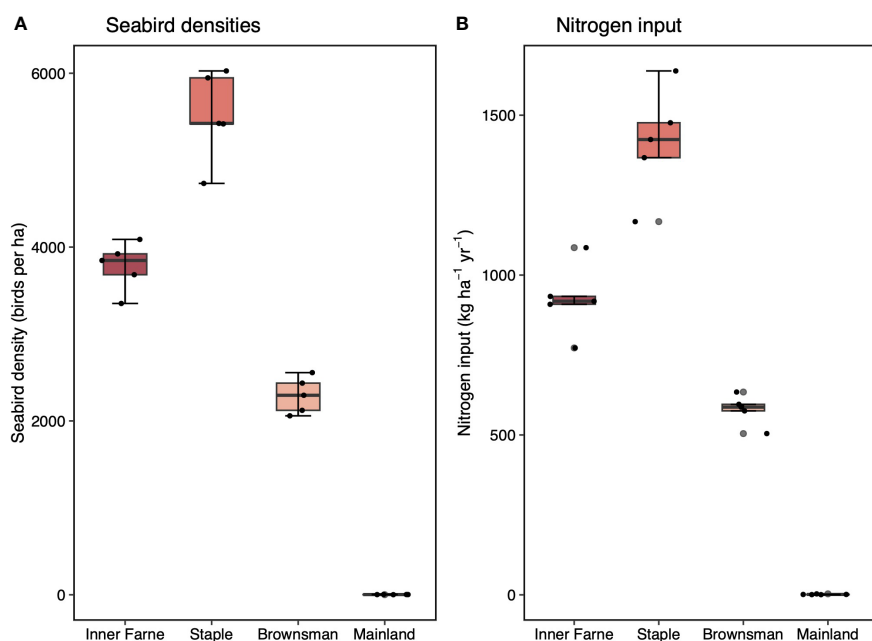 A Seabird densities
Seabird density (birds per ha)
6000
4000
2000
0
Inner Farne Staple Brownsman Mainland
B Nitrogen input
Nitrogen input (kg ha⁻¹ yr⁻¹)
1500
1000
500
0
Inner Farne Staple Brownsman Mainland